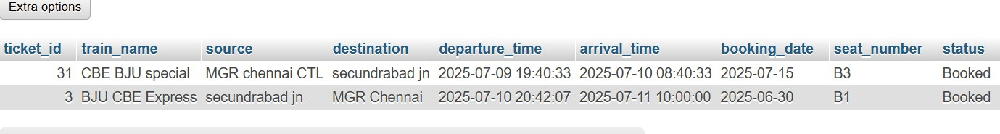 Extra options
ticket_id train_name source destination departure_time arrival_time booking_date seat_number status
31 CBE BJU special MGR chennai CTL secundrabad jn 2025-07-09 19:40:33 2025-07-10 08:40:33 2025-07-15 B3 Booked
3 BJU CBE Express secundrabad jn MGR Chennai 2025-07-10 20:42:07 2025-07-11 10:00:00 2025-06-30 B1 Booked